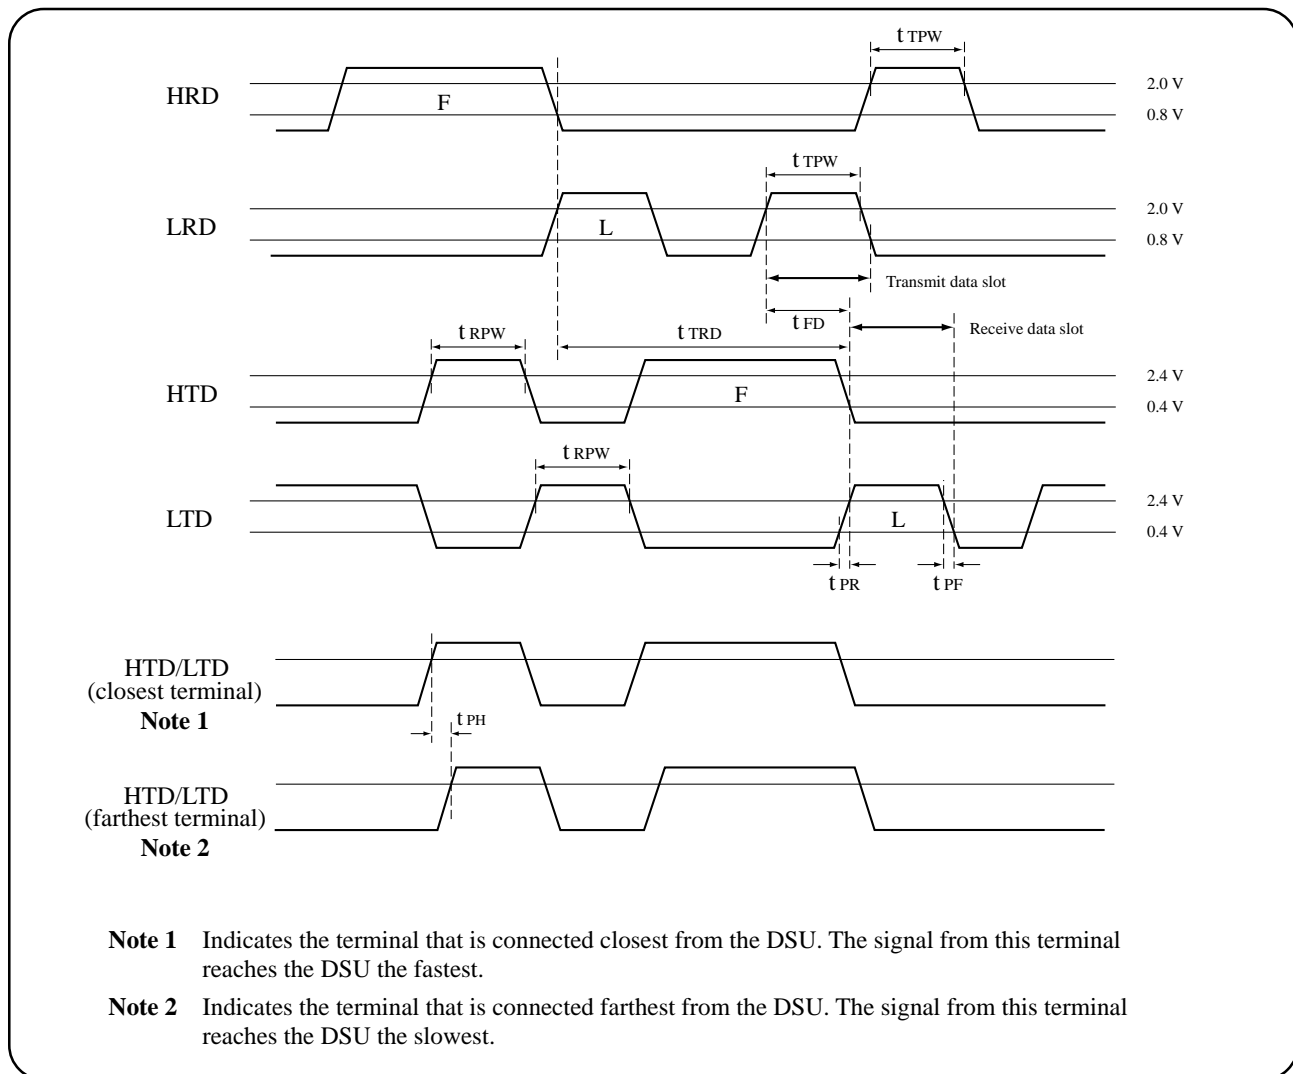 t TPW
HRD
F
2.0 V
0.8 V
t TPW
LRD
L
2.0 V
0.8 V
Transmit data slot
t FD
Receive data slot
t RPW
t TRD
HTD
F
2.4 V
0.4 V
t RPW
LTD
L
2.4 V
0.4 V
t PR
t PF
HTD/LTD
(closest terminal)
Note 1
t PH
HTD/LTD
(farthest terminal)
Note 2
Note 1 Indicates the terminal that is connected closest from the DSU. The signal from this terminal
reaches the DSU the fastest.
Note 2 Indicates the terminal that is connected farthest from the DSU. The signal from this terminal
reaches the DSU the slowest.